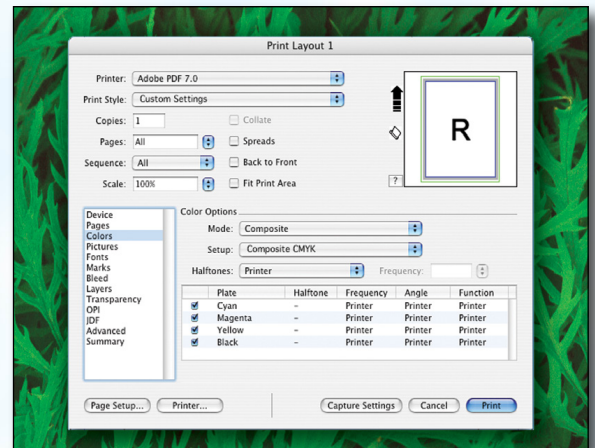 Print Layout 1
Printer: Adobe PDF 7.0
Print Style: Custom Settings
Copies: 1 Collate
Pages: All Spreads
Sequence: All Back to Front
Scale: 100% Fit Print Area
R
?
Device
Pages
Colors
Pictures
Fonts
Marks
Bleed
Layers
Transparency
OPI
JDF
Advanced
Summary
Color Options
Mode: Composite
Setup: Composite CMYK
Halftones: Printer Frequency:
Plate Halftone Frequency Angle Function
Cyan – Printer Printer Printer
Magenta – Printer Printer Printer
Yellow – Printer Printer Printer
Black – Printer Printer Printer
Page Setup... Printer... Capture Settings Cancel Print